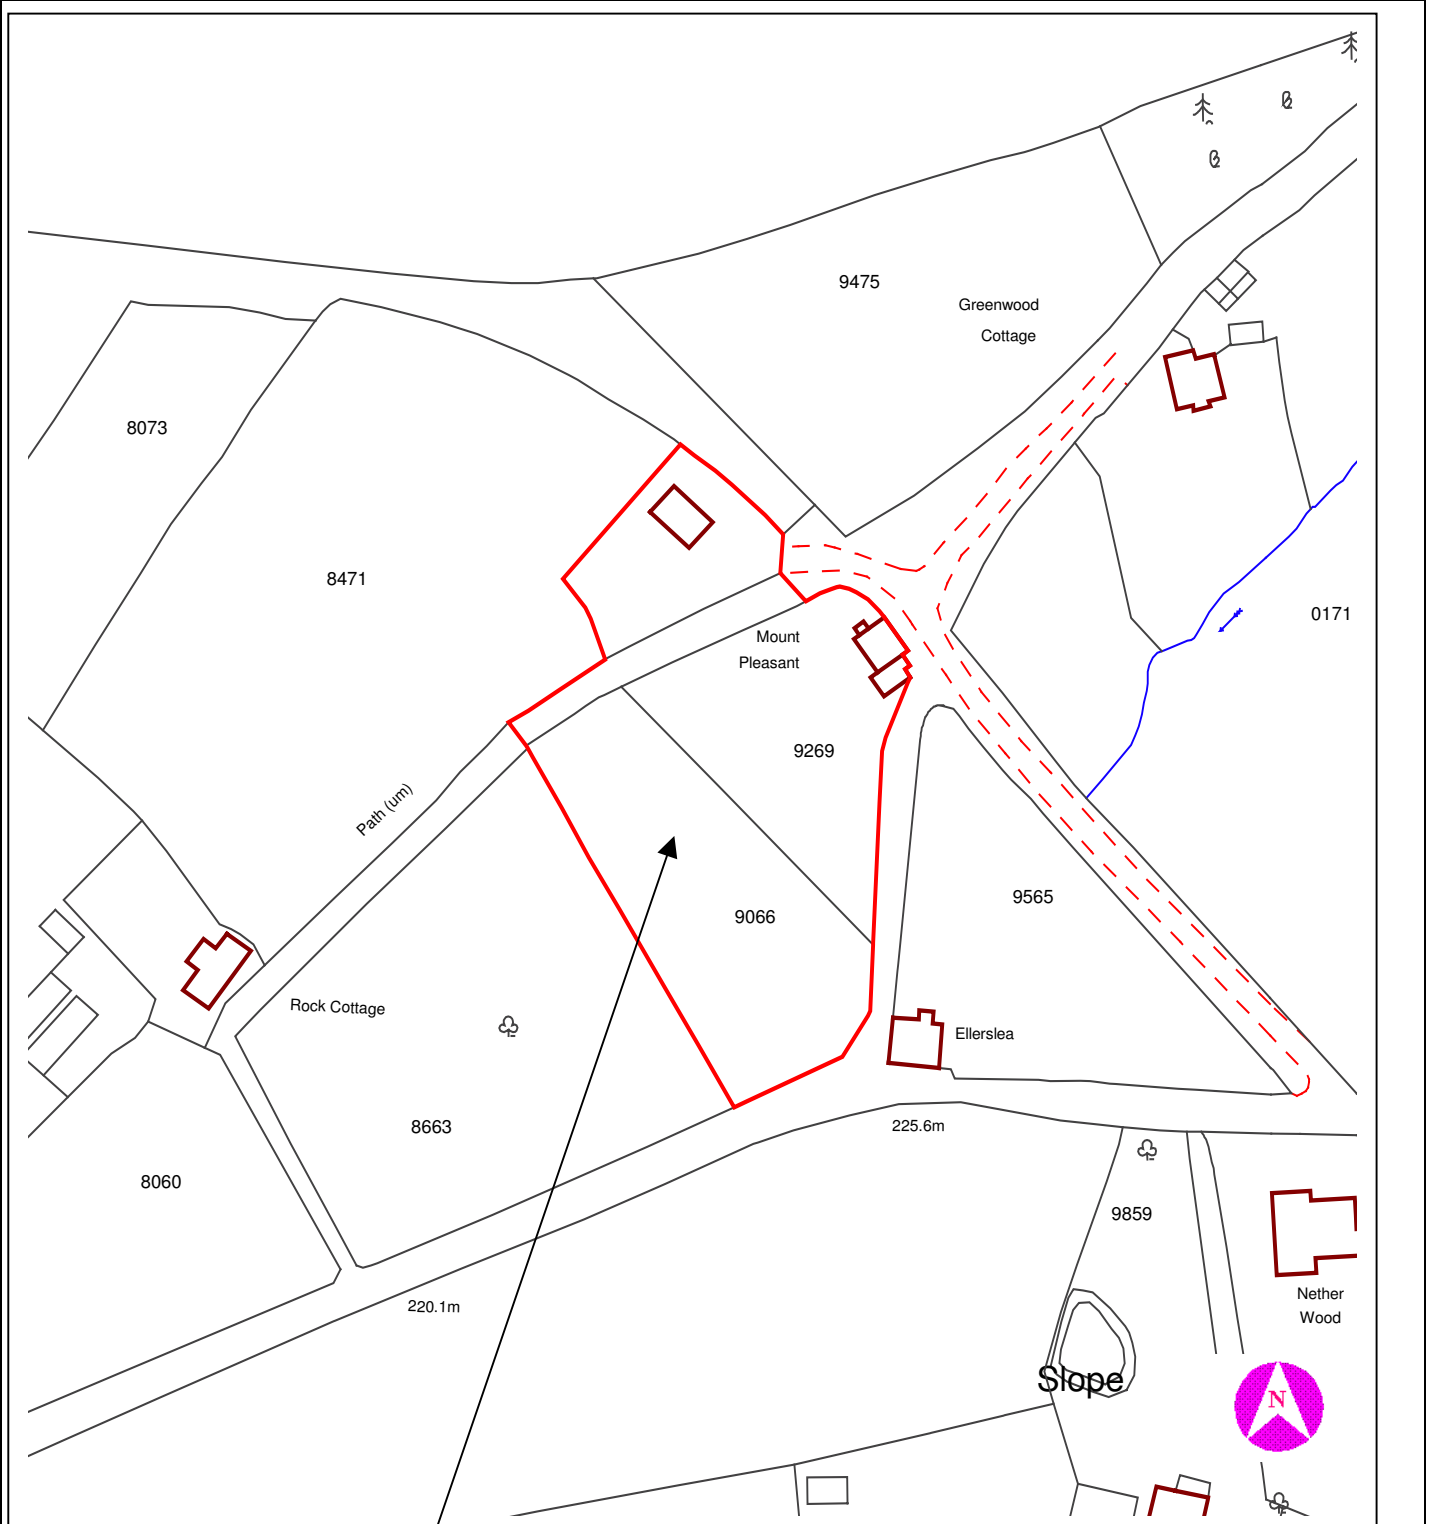 9475
Greenwood
Cottage
8073
8471
0171
Mount
Pleasant
9269
Path (um)
9565
9066
Rock Cottage
Ellerslea
8663
225.6m
8060
9859
Nether
Wood
220.1m
Slope
N